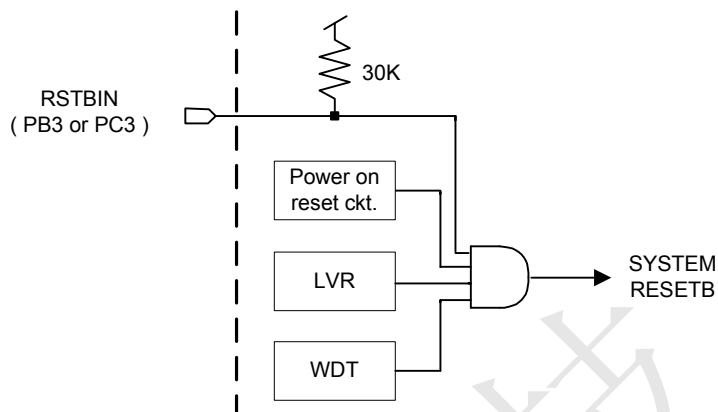 30K
RSTBIN
( PB3 or PC3 )
Power on
reset ckt.
LVR
SYSTEM
RESETB
WDT